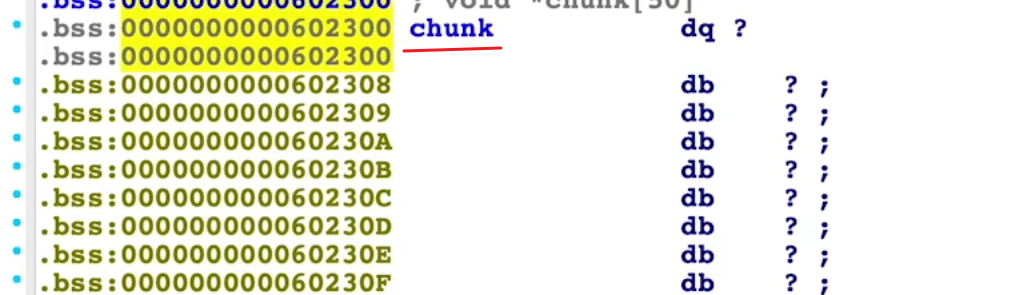 .bss:0000000000602300 ; void *chunk[50]
.bss:0000000000602300 chunk dq ?
.bss:0000000000602300
.bss:0000000000602308 db ? ;
.bss:0000000000602309 db ? ;
.bss:000000000060230A db ? ;
.bss:000000000060230B db ? ;
.bss:000000000060230C db ? ;
.bss:000000000060230D db ? ;
.bss:000000000060230E db ? ;
.bss:000000000060230F db ? ;